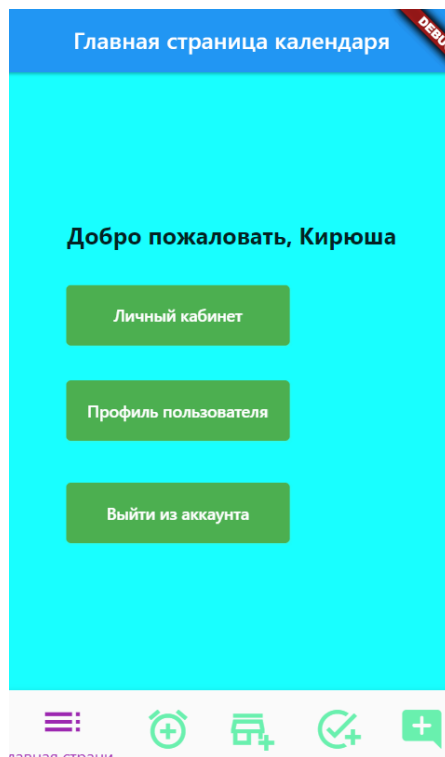 Главная страница календаря
Добро пожаловать, Кирюша
Личный кабинет
Профиль пользователя
Выйти из аккаунта